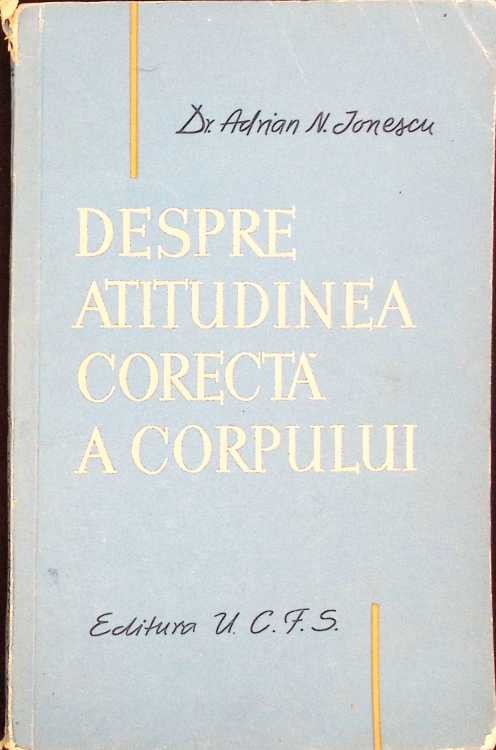 Dr. Adrian N. Ionescu
DESPRE
ATITUDINEA
CORECTĂ
A CORPULUI
Editura U.C.F.S.